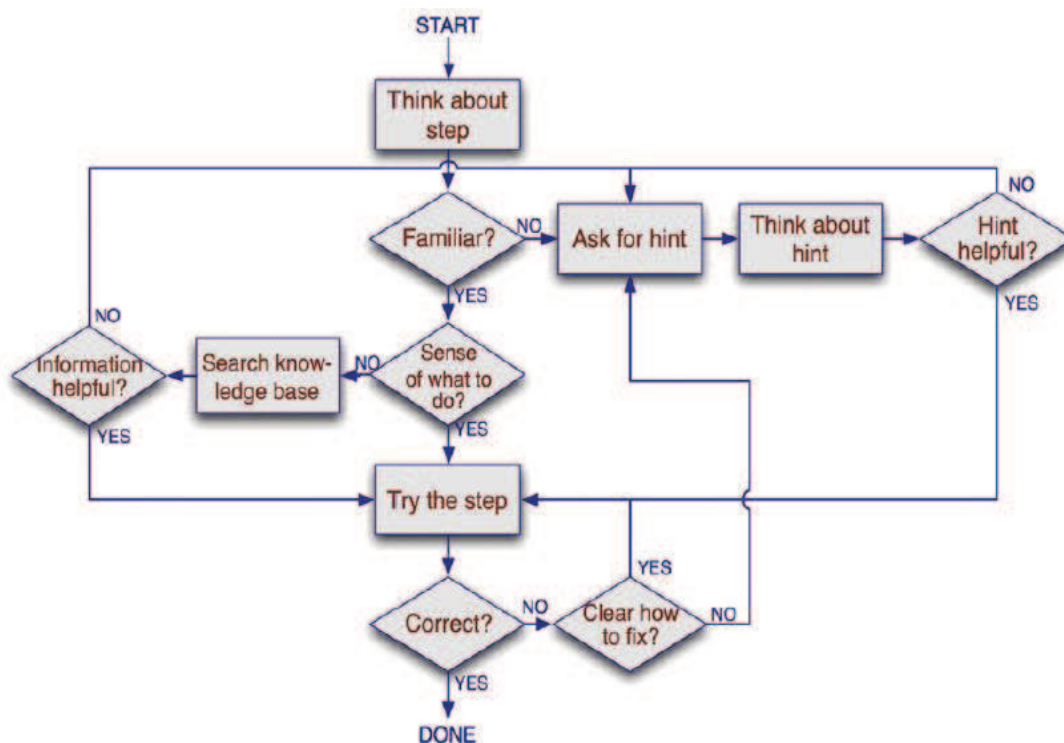 START
Think about
step
NO
NO
Familiar?
NO
Ask for hint
Think about
hint
Hint
helpful?
YES
YES
NO
Information
helpful?
Search know-
ledge base
NO
Sense
of what to
do?
YES
YES
Try the step
YES
Correct?
NO
Clear how
to fix?
NO
YES
DONE